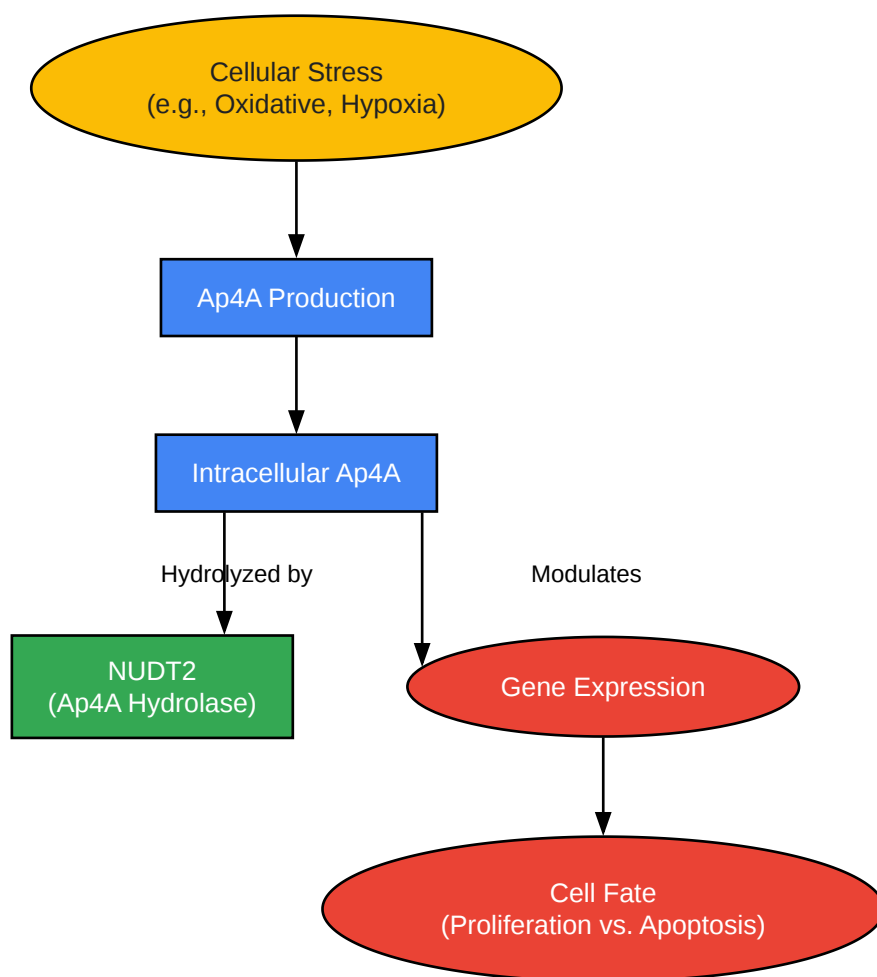 Cellular Stress
(e.g., Oxidative, Hypoxia)
Ap4A Production
Intracellular Ap4A
Hydrolyzed by
Modulates
NUDT2
(Ap4A Hydrolase)
Gene Expression
Cell Fate
(Proliferation vs. Apoptosis)